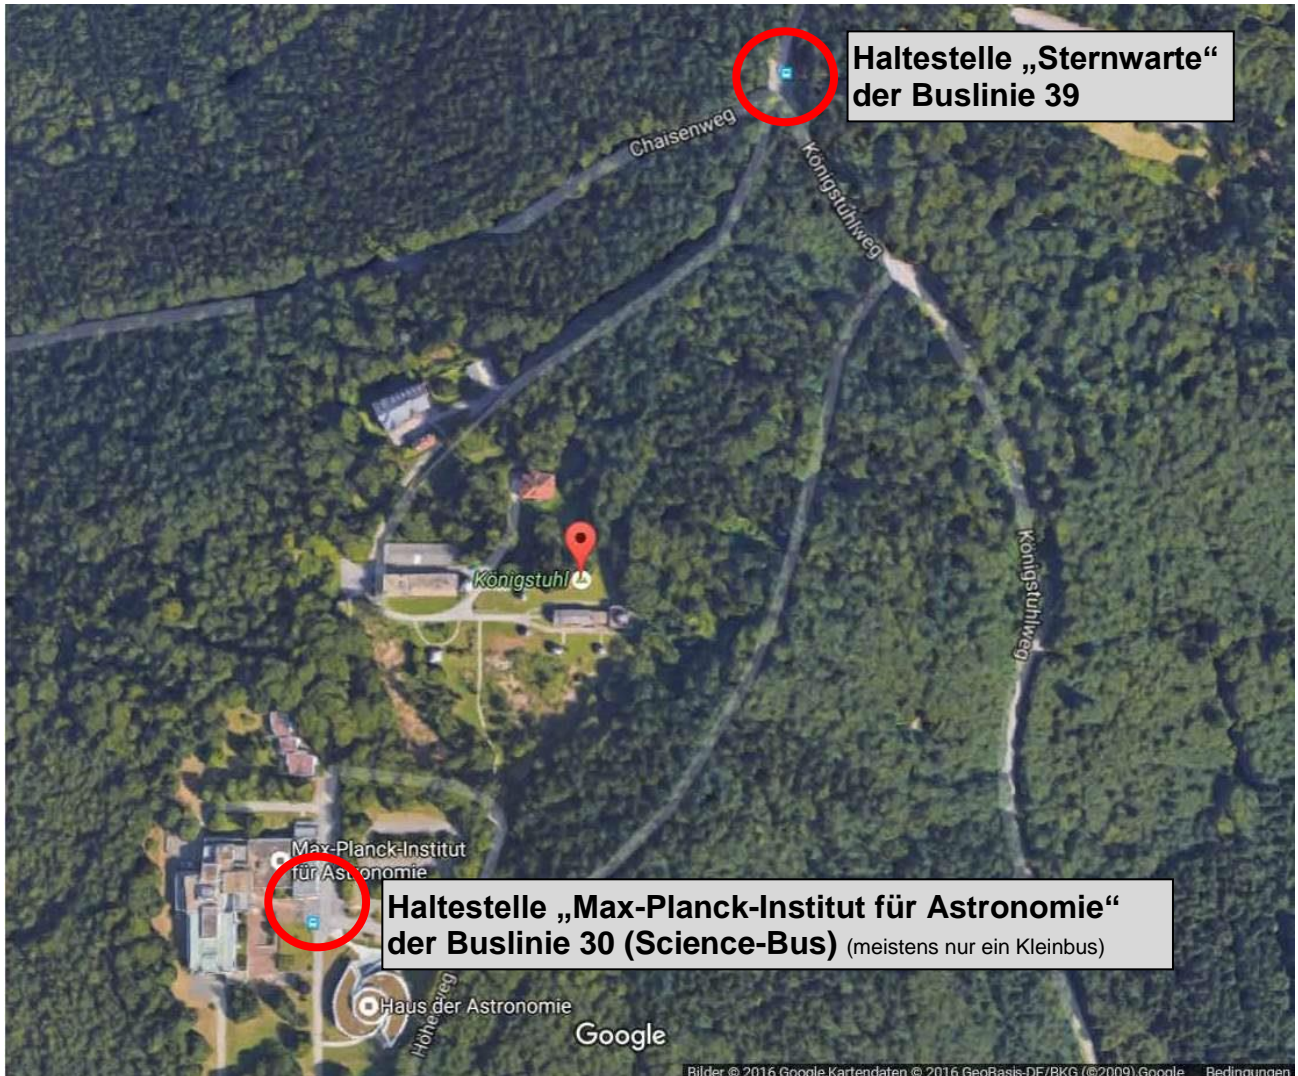 Haltestelle „Sternwarte“
der Buslinie 39
Chaisenweg
Königstuhlweg
Königstuhl
Königstuhlweg
Max-Planck-Institut
für Astronomie
Haltestelle „Max-Planck-Institut für Astronomie“
der Buslinie 30 (Science-Bus) (meistens nur ein Kleinbus)
Haus der Astronomie
Höhenweg
Google
Bilder © 2016 Google,Kartendaten © 2016 GeoBasis-DE/BKG (©2009),Google Bedingungen